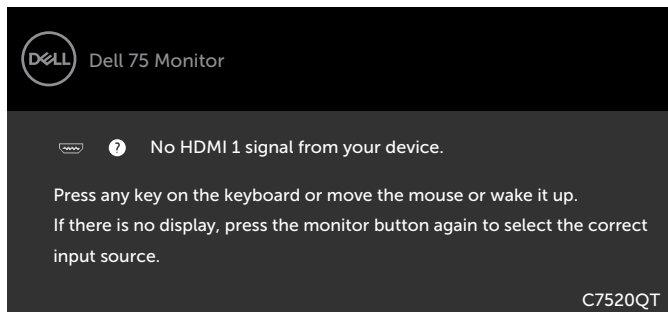 DELL
Dell 75 Monitor
? No HDMI 1 signal from your device.
Press any key on the keyboard or move the mouse or wake it up.
If there is no display, press the monitor button again to select the correct
input source.
C7520QT